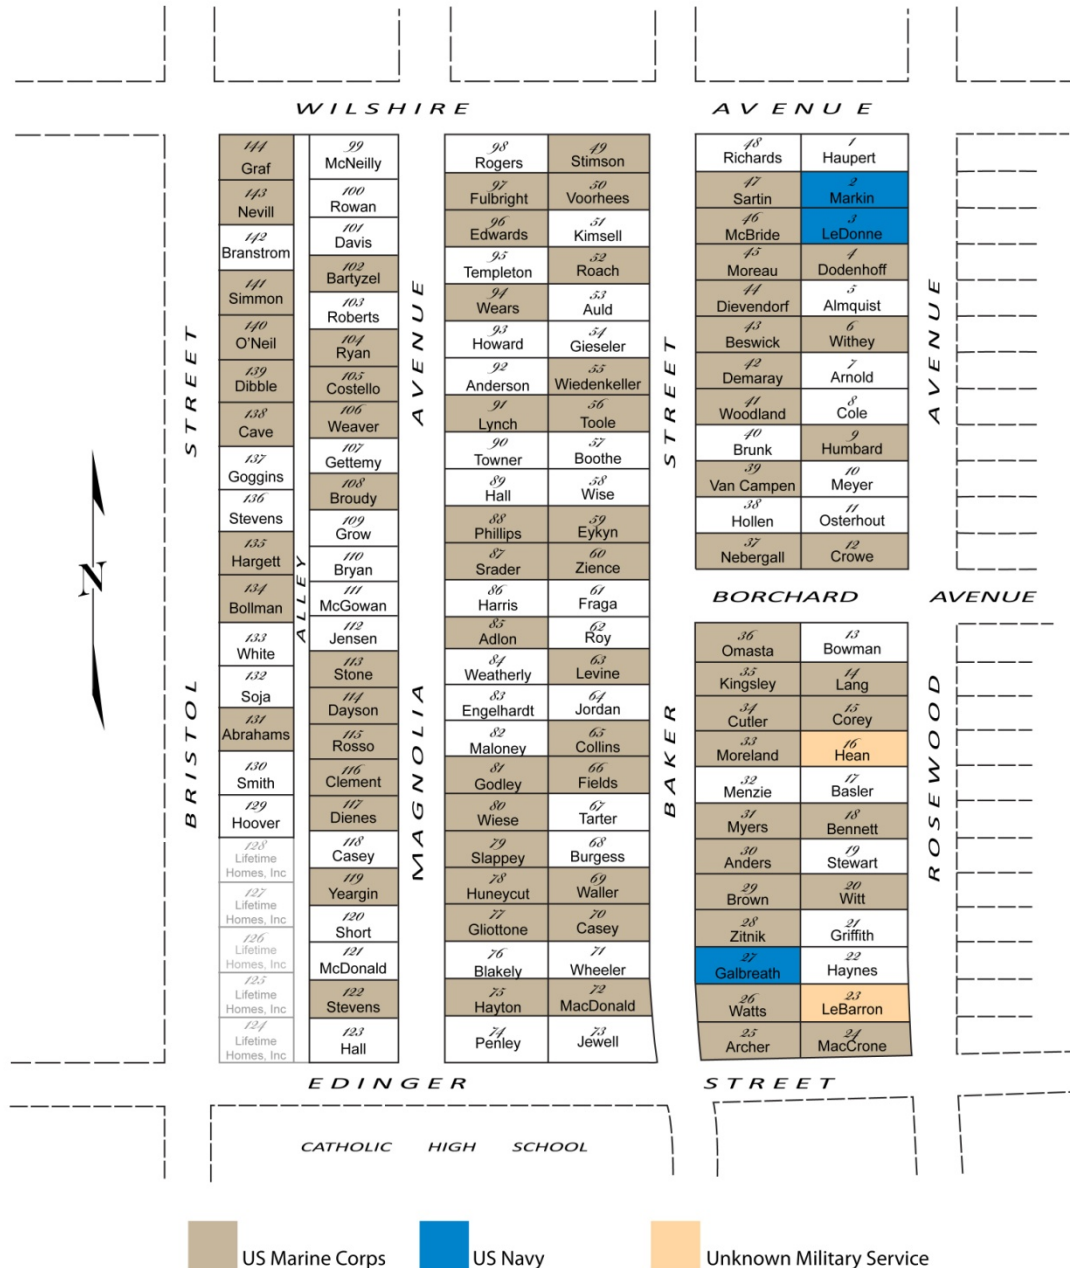 WILSHIRE AVENUE
144
Graf
143
Nevill
142
Branstrom
141
Simmon
140
O'Neil
139
Dibble
138
Cave
137
Goggins
136
Stevens
135
Hargett
134
Bollman
133
White
132
Soja
131
Abrahams
130
Smith
129
Hoover
128
Lifetime
Homes, Inc
127
Lifetime
Homes, Inc
126
Lifetime
Homes, Inc
125
Lifetime
Homes, Inc
124
Lifetime
Homes, Inc
99
McNeilly
100
Rowan
101
Davis
102
Bartyzel
103
Roberts
104
Ryan
105
Costello
106
Weaver
107
Gettemy
108
Broudy
109
Grow
110
Bryan
111
McGowan
112
Jensen
113
Stone
114
Dayson
115
Rosso
116
Clement
117
Dienes
118
Casey
119
Yeargin
120
Short
121
McDonald
122
Stevens
123
Hall
98
Rogers
97
Fulbright
96
Edwards
95
Templeton
94
Wears
93
Howard
92
Anderson
91
Lynch
90
Towner
89
Hall
88
Phillips
87
Srader
86
Harris
85
Adlon
84
Weatherly
83
Engelhardt
82
Maloney
81
Godley
80
Wiese
79
Slappey
78
Huneycut
77
Gliottone
76
Blakely
75
Hayton
74
Penley
49
Stimson
50
Voorhees
51
Kimsell
52
Roach
53
Auld
54
Gieseler
55
Wiedenkeller
56
Toole
57
Boothe
58
Wise
59
Eykyn
60
Zience
61
Fraga
62
Roy
63
Levine
64
Jordan
65
Collins
66
Fields
67
Tarter
68
Burgess
69
Waller
70
Casey
71
Wheeler
72
MacDonald
73
Jewell
48
Richards
47
Sartin
46
McBride
45
Moreau
44
Dievendorf
43
Beswick
42
Demaray
41
Woodland
40
Brunk
39
Van Campen
38
Hollen
37
Nebergall
1
Haupert
2
Markin
3
LeDonne
4
Dodenhoff
5
Almquist
6
Withey
7
Arnold
8
Cole
9
Humbard
10
Meyer
11
Osterhout
12
Crowe
BORCHARD AVENUE
36
Omasta
35
Kingsley
34
Cutler
33
Moreland
32
Menzie
31
Myers
30
Anders
29
Brown
28
Zitnik
27
Galbreath
26
Watts
25
Archer
13
Bowman
14
Lang
15
Corey
16
Hean
17
Basler
18
Bennett
19
Stewart
20
Witt
21
Griffith
22
Haynes
23
LeBarron
24
MacCrone
BRISTOL STREET
ALLEY
MAGNOLIA AVENUE
BAKER STREET
ROSEWOOD AVENUE
N
EDINGER STREET
CATHOLIC HIGH SCHOOL
US Marine Corps
US Navy
Unknown Military Service